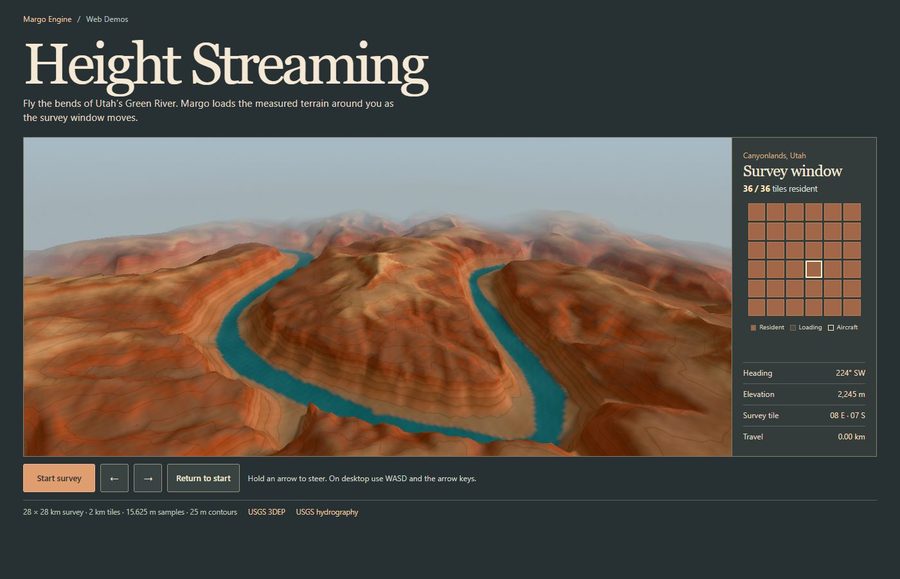 Margo Engine / Web Demos
Height Streaming
Fly the bends of Utah's Green River. Margo loads the measured terrain around you as
the survey window moves.
Canyonlands, Utah
Survey window
36 / 36 tiles resident
Resident Loading Aircraft
Heading 224° SW
Elevation 2,245 m
Survey tile 08 E · 07 S
Travel 0.00 km
Start survey ← → Return to start Hold an arrow to steer. On desktop use WASD and the arrow keys.
28 × 28 km survey · 2 km tiles · 15.625 m samples · 25 m contours USGS 3DEP USGS hydrography